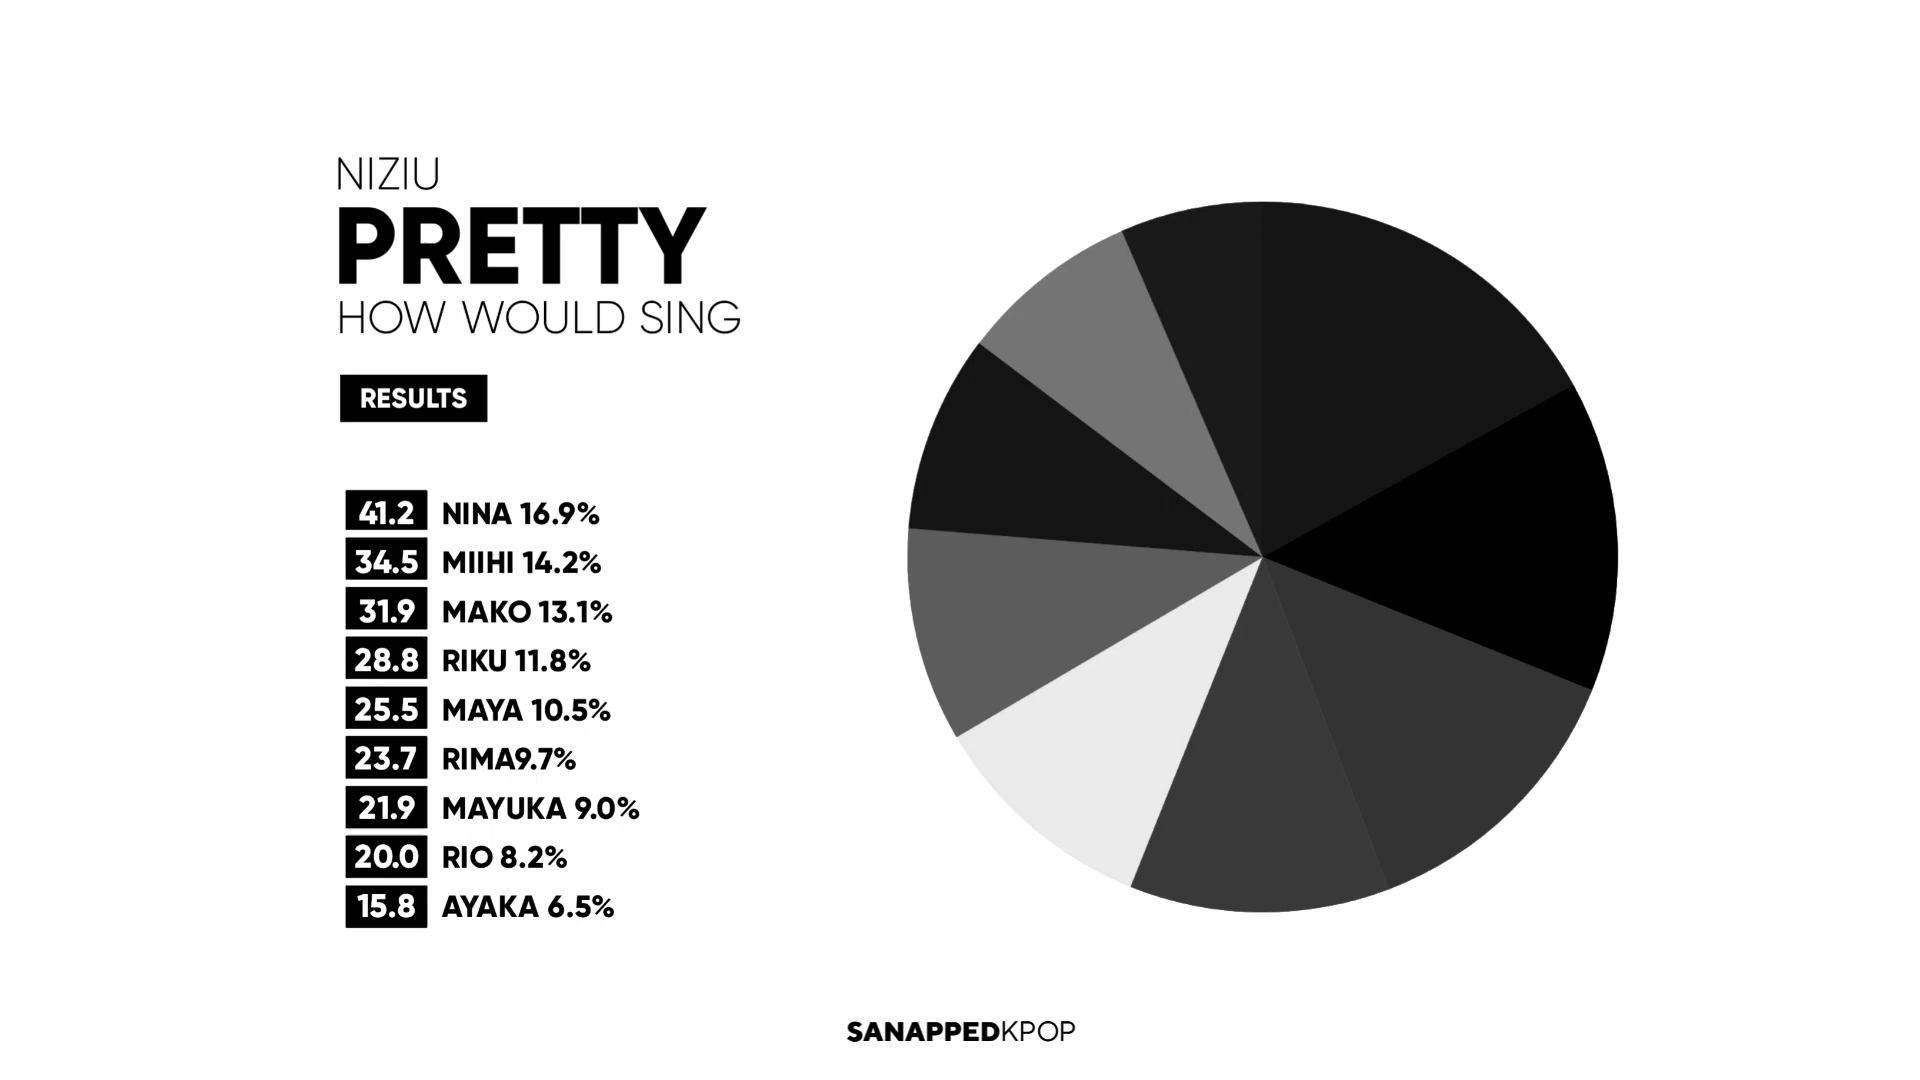 NIZIU
PRETTY
HOW WOULD SING
RESULTS
41.2 NINA 16.9%
34.5 MIIHI 14.2%
31.9 MAKO 13.1%
28.8 RIKU 11.8%
25.5 MAYA 10.5%
23.7 RIMA9.7%
21.9 MAYUKA 9.0%
20.0 RIO 8.2%
15.8 AYAKA 6.5%
SANAPPEDKPOP